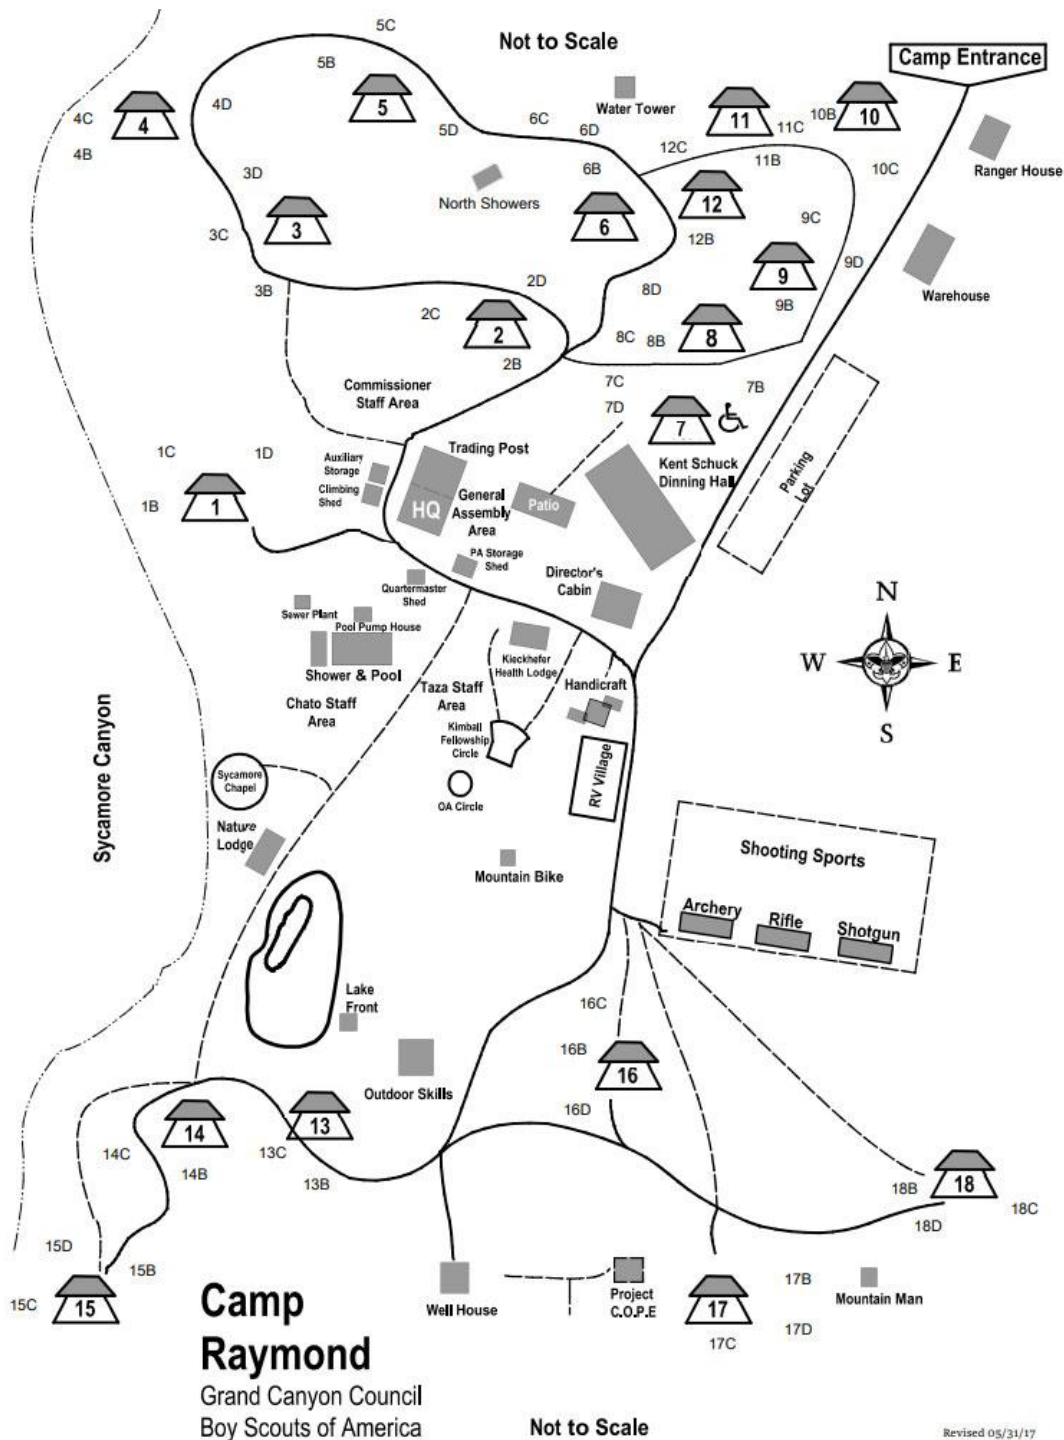 5C
Not to Scale
Camp Entrance
5B
5
4D
4C
4
4B
5D
6C
6D
Water Tower
11
11C
10B
10
12C
11B
10C
Ranger House
3D
6B
North Showers
12
3
6
3C
12B
9C
9
9D
3B
2D
8D
9B
Warehouse
2C
2
2B
8C
8B
8
Commissioner
Staff Area
7C
7B
7D
7
1C
1D
Auxiliary
Storage
Climbing
Shed
Trading Post
HQ
General
Assembly
Area
Patio
Kent Schuck
Dinning Hall
Parking
Lot
1B
1
PA Storage
Shed
Quartermaster
Shed
Director's
Cabin
Sewer Plant
Pool Pump House
Shower & Pool
Chato Staff
Area
Taza Staff
Area
Kieckhefer
Health Lodge
Handicraft
N
W
E
S
Kimball
Fellowship
Circle
OA Circle
RV Village
Sycamore Canyon
Sycamore
Chapel
Nature
Lodge
Mountain Bike
Shooting Sports
Archery
Rifle
Shotgun
Lake
Front
16C
16B
16
16D
Outdoor Skills
14
14C
14B
13
13C
13B
18B
18
18C
18D
15D
15B
15C
15
Well House
Project
C.O.P.E
17
17B
17D
17C
Mountain Man
Camp
Raymond
Grand Canyon Council
Boy Scouts of America
Not to Scale
Revised 05/31/17